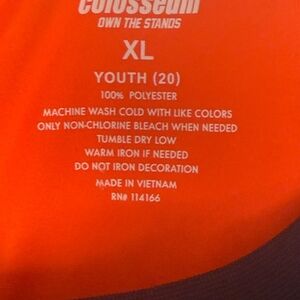 colosseum
OWN THE STANDS
XL
YOUTH (20)
100% POLYESTER
MACHINE WASH COLD WITH LIKE COLORS
ONLY NON-CHLORINE BLEACH WHEN NEEDED
TUMBLE DRY LOW
WARM IRON IF NEEDED
DO NOT IRON DECORATION
MADE IN VIETNAM
RN# 114166